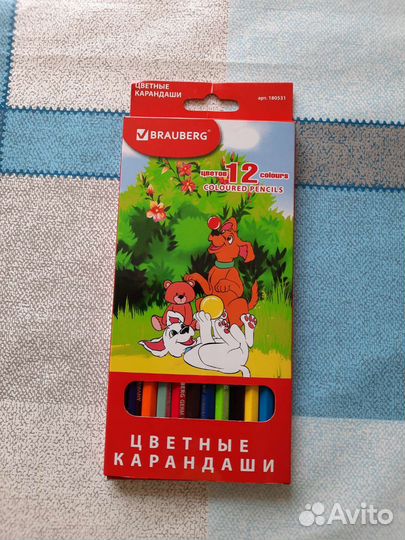 ЦВЕТНЫЕ
КАРАНДАШИ
арт. 180531
BRAUBERG
цветов 12 colours
COLOURED PENCILS
ЦВЕТНЫЕ
КАРАНДАШИ
Avito